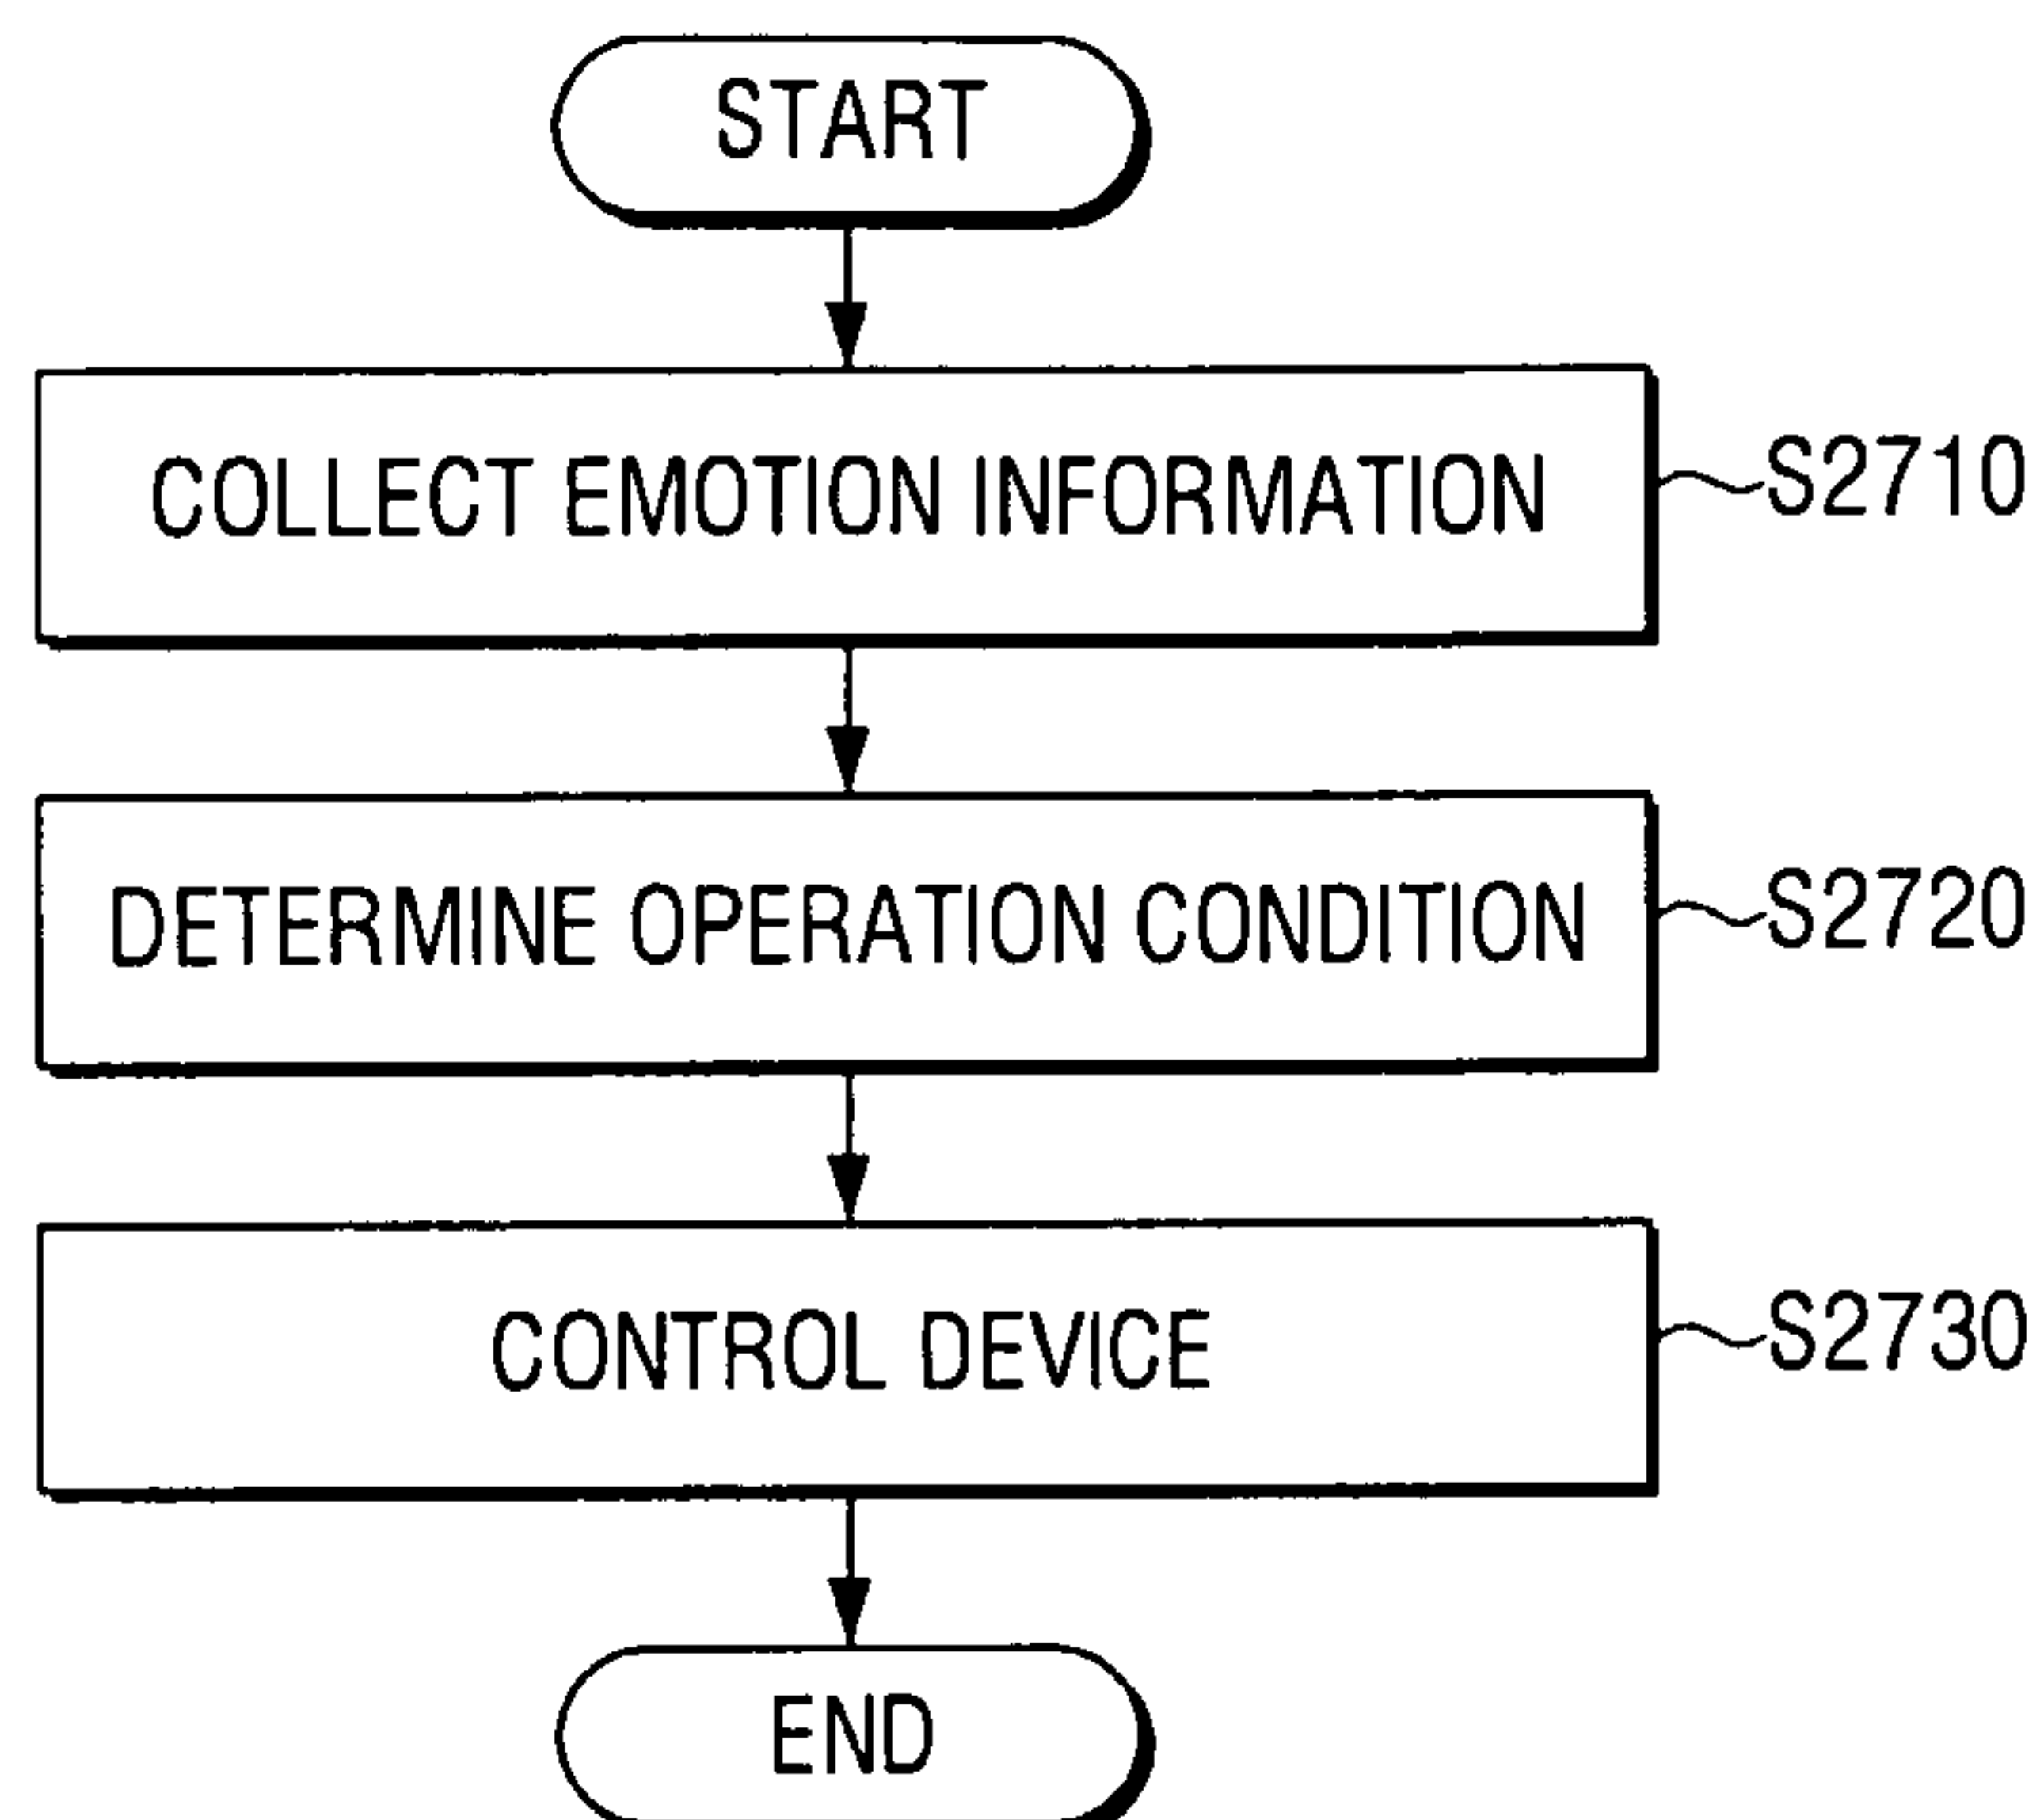 START
COLLECT EMOTION INFORMATION
S2710
DETERMINE OPERATION CONDITION
S2720
CONTROL DEVICE
S2730
END